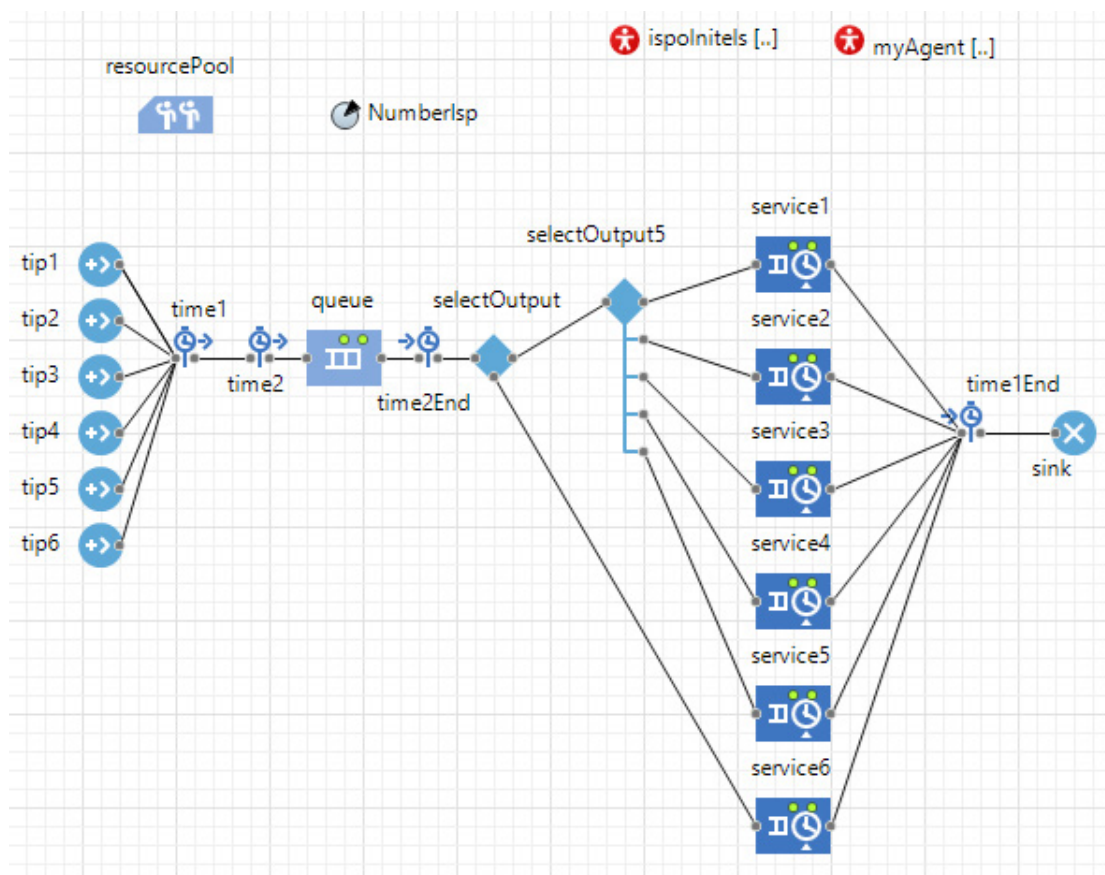 ispolnitels [..]
myAgent [..]
resourcePool
NumberIsp
service1
selectOutput5
tip1
time1
queue
selectOutput
service2
tip2
tip3
time2
time2End
time1End
tip4
service3
sink
tip5
service4
tip6
service5
service6